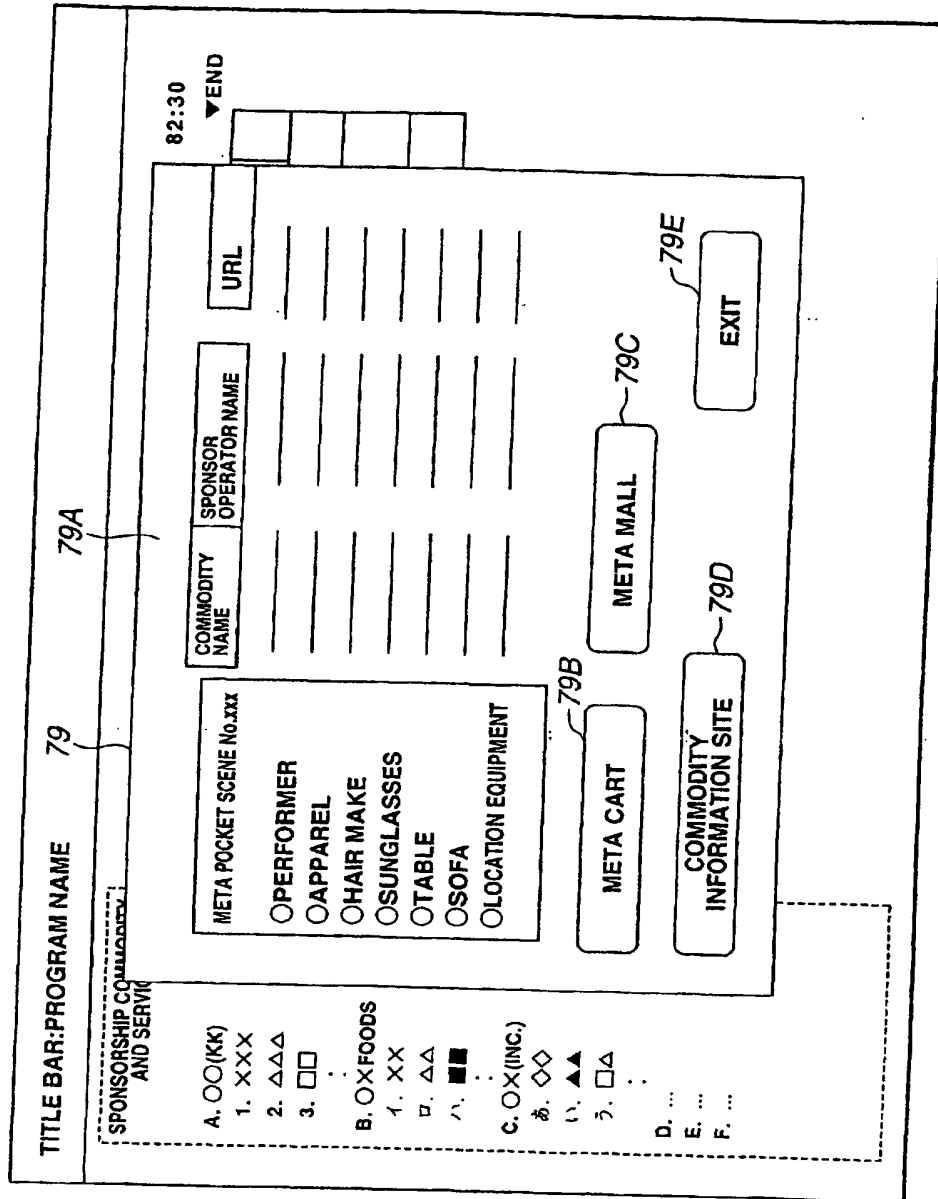 TITLE BAR:PROGRAM NAME
79
79A
82:30
▼END
SPONSORSHIP COMMODITY
AND SERVIC
A. ○○(KK)
1. ×××
2. △△△
3. □□
:
B. ○×FOODS
イ. ××
ロ. △△
ハ. ■■
:
C. ○×(INC.)
あ. ◇◇
い. ▲▲
う. □△
:
D. ...
E. ...
F. ...
META POCKET SCENE No.xxx
○PERFORMER
○APPAREL
○HAIR MAKE
○SUNGLASSES
○TABLE
○SOFA
○LOCATION EQUIPMENT
COMMODITY
NAME
SPONSOR
OPERATOR NAME
URL
79B
META CART
79C
META MALL
79D
COMMODITY
INFORMATION SITE
79E
EXIT